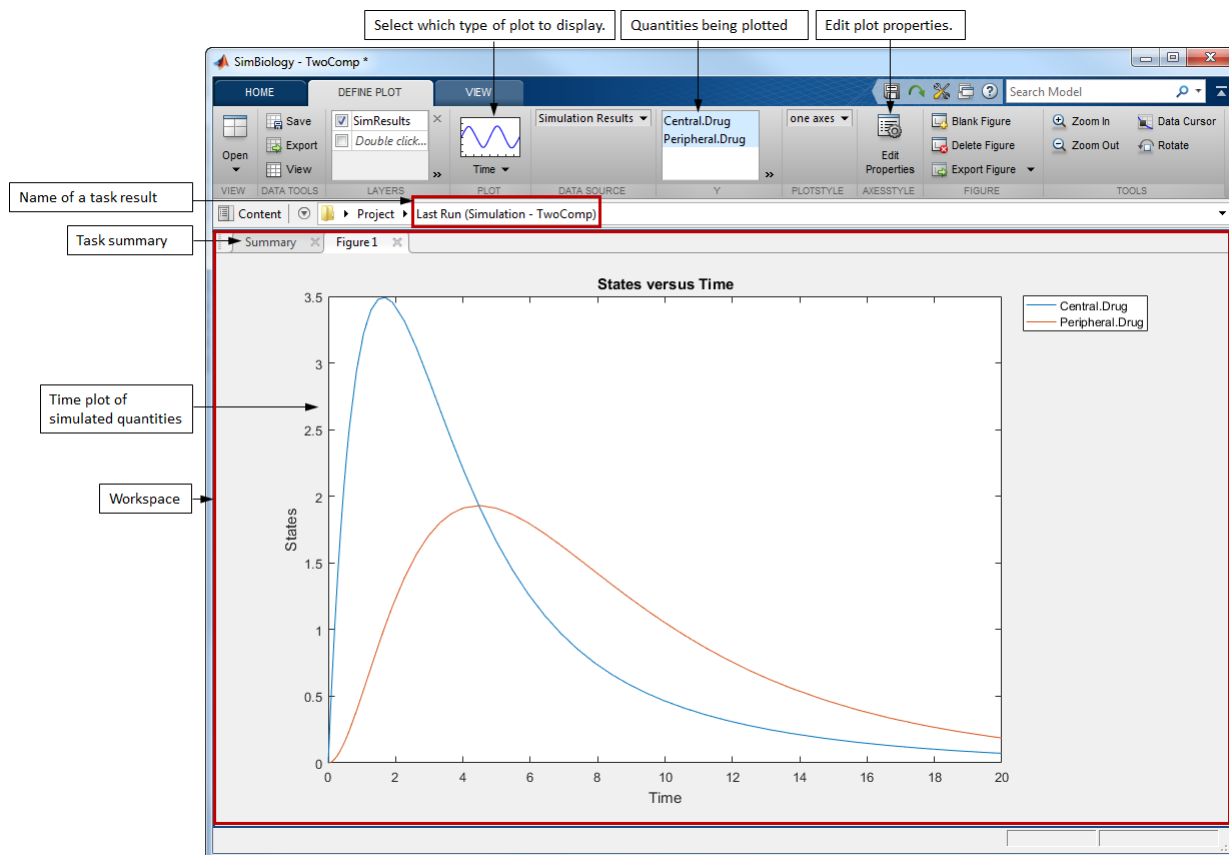 Select which type of plot to display.
Quantities being plotted
Edit plot properties.
SimBiology - TwoComp *
HOME
DEFINE PLOT
VIEW
Search Model
Open
Save
Export
View
SimResults
Double click...
Time
Simulation Results
Central.Drug
Peripheral.Drug
one axes
Edit
Properties
Blank Figure
Delete Figure
Export Figure
Zoom In
Zoom Out
Data Cursor
Rotate
VIEW
DATA TOOLS
LAYERS
PLOT
DATA SOURCE
Y
PLOTSTYLE
AXESSTYLE
FIGURE
TOOLS
Name of a task result
Content
Project
Last Run (Simulation - TwoComp)
Task summary
Summary
Figure 1
States versus Time
Central.Drug
Peripheral.Drug
Time plot of
simulated quantities
Workspace
States
3.5
3
2.5
2
1.5
1
0.5
0
0
2
4
6
8
10
12
14
16
18
20
Time